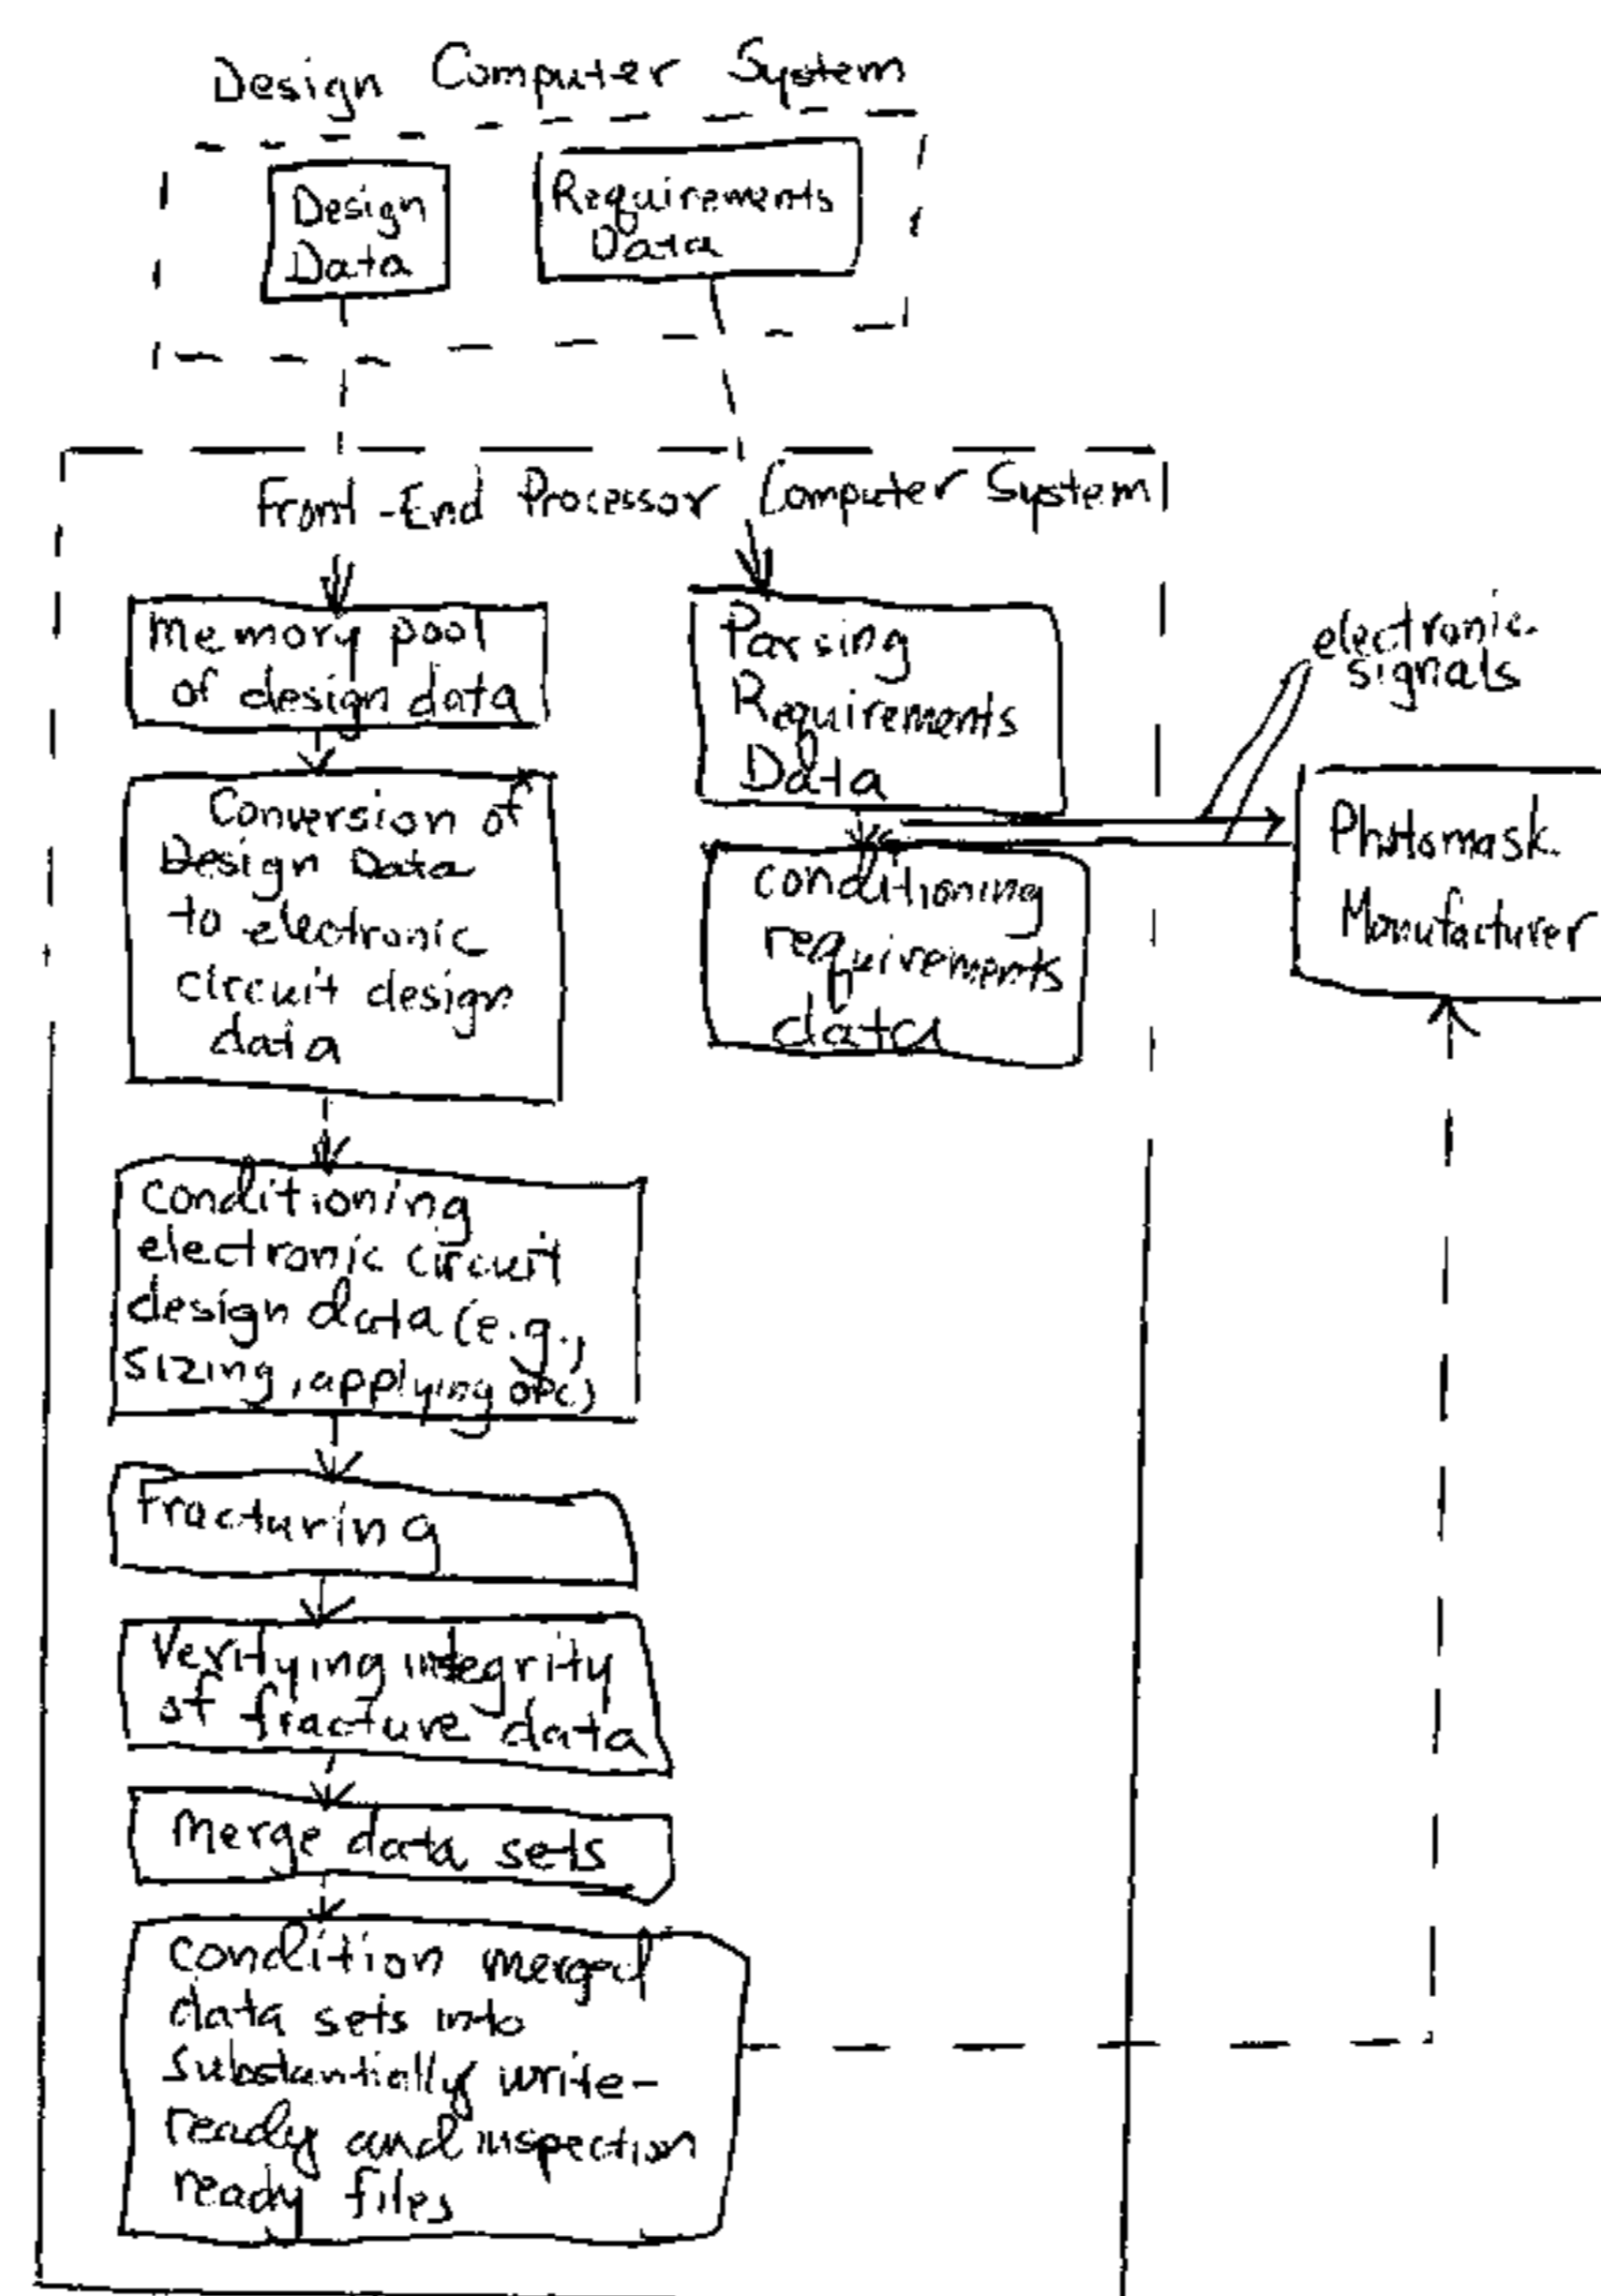 Design Computer System
Design
Data
Requirements
Data
Front-End Processor Computer System
Memory pool
of design data
Conversion of
Design Data
to electronic
circuit design
data
Conditioning
electronic circuit
design data (e.g.,
sizing, applying OPC)
Fracturing
Verifying integrity
of fracture data
Merge data sets
Condition merged
data sets into
substantially write-
ready and inspection
ready files
Parsing
Requirements
Data
conditioning
requirements
data
electronic
signals
Photomask
Manufacturer